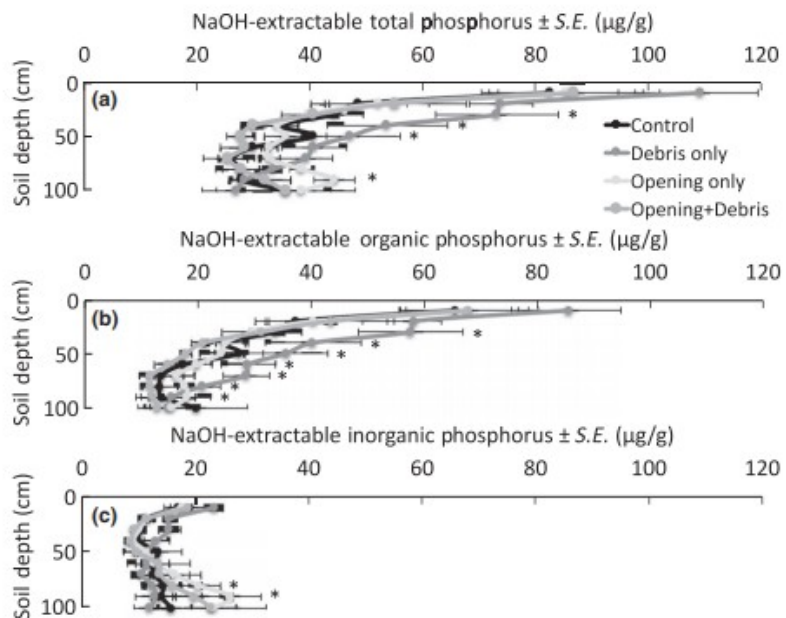 NaOH-extractable total phosphorus ± S.E. (µg/g)
0 20 40 60 80 100 120
Soil depth (cm)
0
50
100
(a)
*
*
*
*
Control
Debris only
Opening only
Opening+Debris
NaOH-extractable organic phosphorus ± S.E. (µg/g)
0 20 40 60 80 100 120
Soil depth (cm)
0
50
100
(b)
*
*
*
*
*
*
*
NaOH-extractable inorganic phosphorus ± S.E. (µg/g)
0 20 40 60 80 100 120
Soil depth (cm)
0
50
100
(c)
*
*